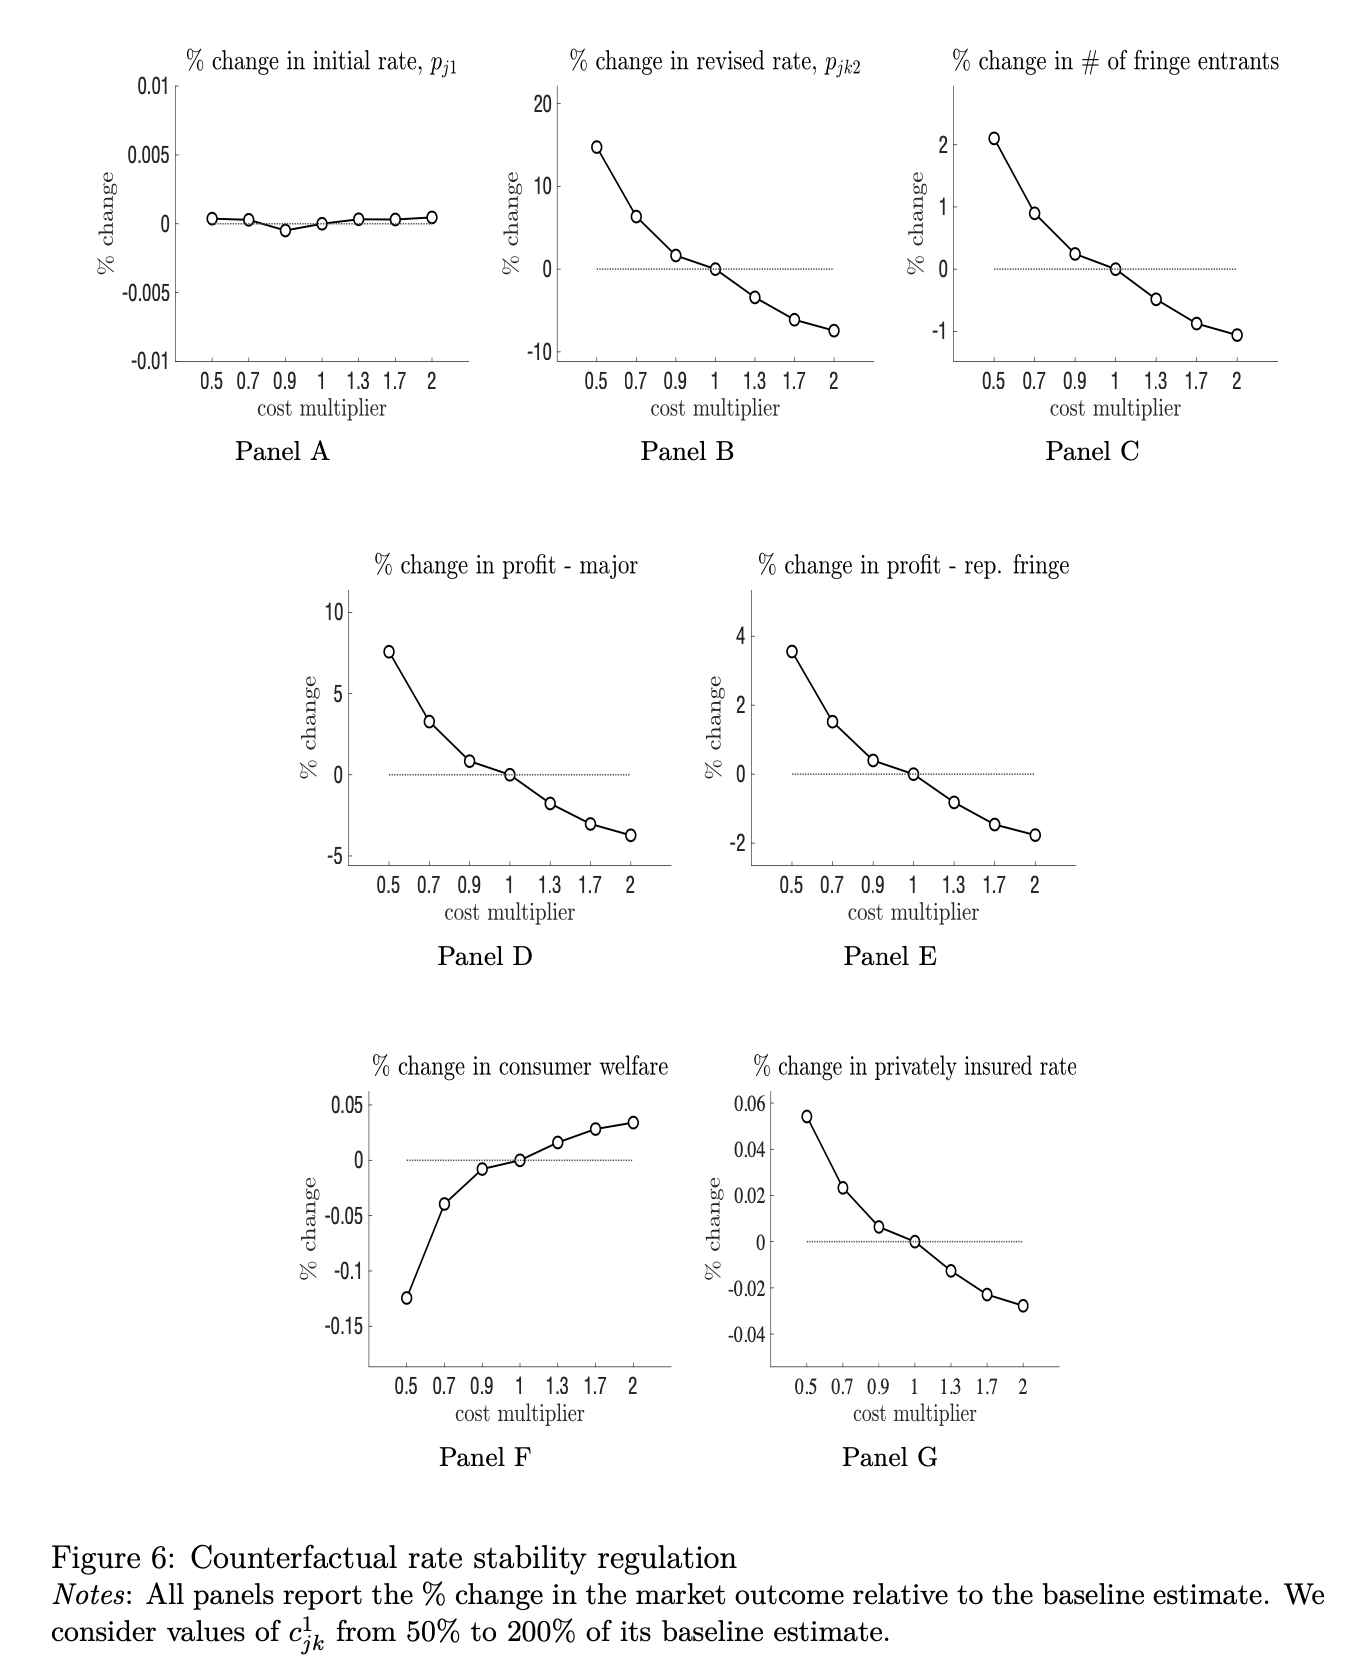 % change in initial rate, p_{j1}
% change
0.01
0.005
0
-0.005
-0.01
0.5 0.7 0.9 1 1.3 1.7 2
cost multiplier
Panel A
% change in revised rate, p_{jk2}
% change
20
10
0
-10
0.5 0.7 0.9 1 1.3 1.7 2
cost multiplier
Panel B
% change in # of fringe entrants
% change
2
1
0
-1
0.5 0.7 0.9 1 1.3 1.7 2
cost multiplier
Panel C
% change in profit - major
% change
10
5
0
-5
0.5 0.7 0.9 1 1.3 1.7 2
cost multiplier
Panel D
% change in profit - rep. fringe
% change
4
2
0
-2
0.5 0.7 0.9 1 1.3 1.7 2
cost multiplier
Panel E
% change in consumer welfare
% change
0.05
0
-0.05
-0.1
-0.15
0.5 0.7 0.9 1 1.3 1.7 2
cost multiplier
Panel F
% change in privately insured rate
% change
0.06
0.04
0.02
0
-0.02
-0.04
0.5 0.7 0.9 1 1.3 1.7 2
cost multiplier
Panel G
Figure 6: Counterfactual rate stability regulation
Notes: All panels report the % change in the market outcome relative to the baseline estimate. We
consider values of c^1_{jk} from 50% to 200% of its baseline estimate.